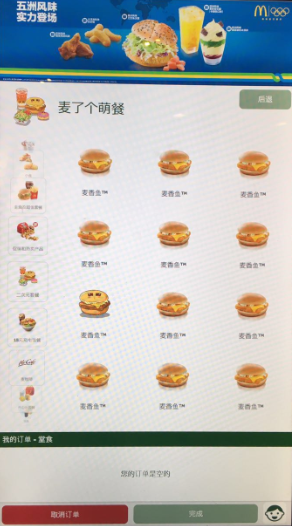 五洲风味
实力登场
麦了个萌餐
后退
麦香鱼™ 麦香鱼™ 麦香鱼™
麦香鱼™ 麦香鱼™ 麦香鱼™
麦香鱼™ 麦香鱼™ 麦香鱼™
麦香鱼™ 麦香鱼™ 麦香鱼™
我的订单 - 堂食
您的订单是空的
取消订单
完成